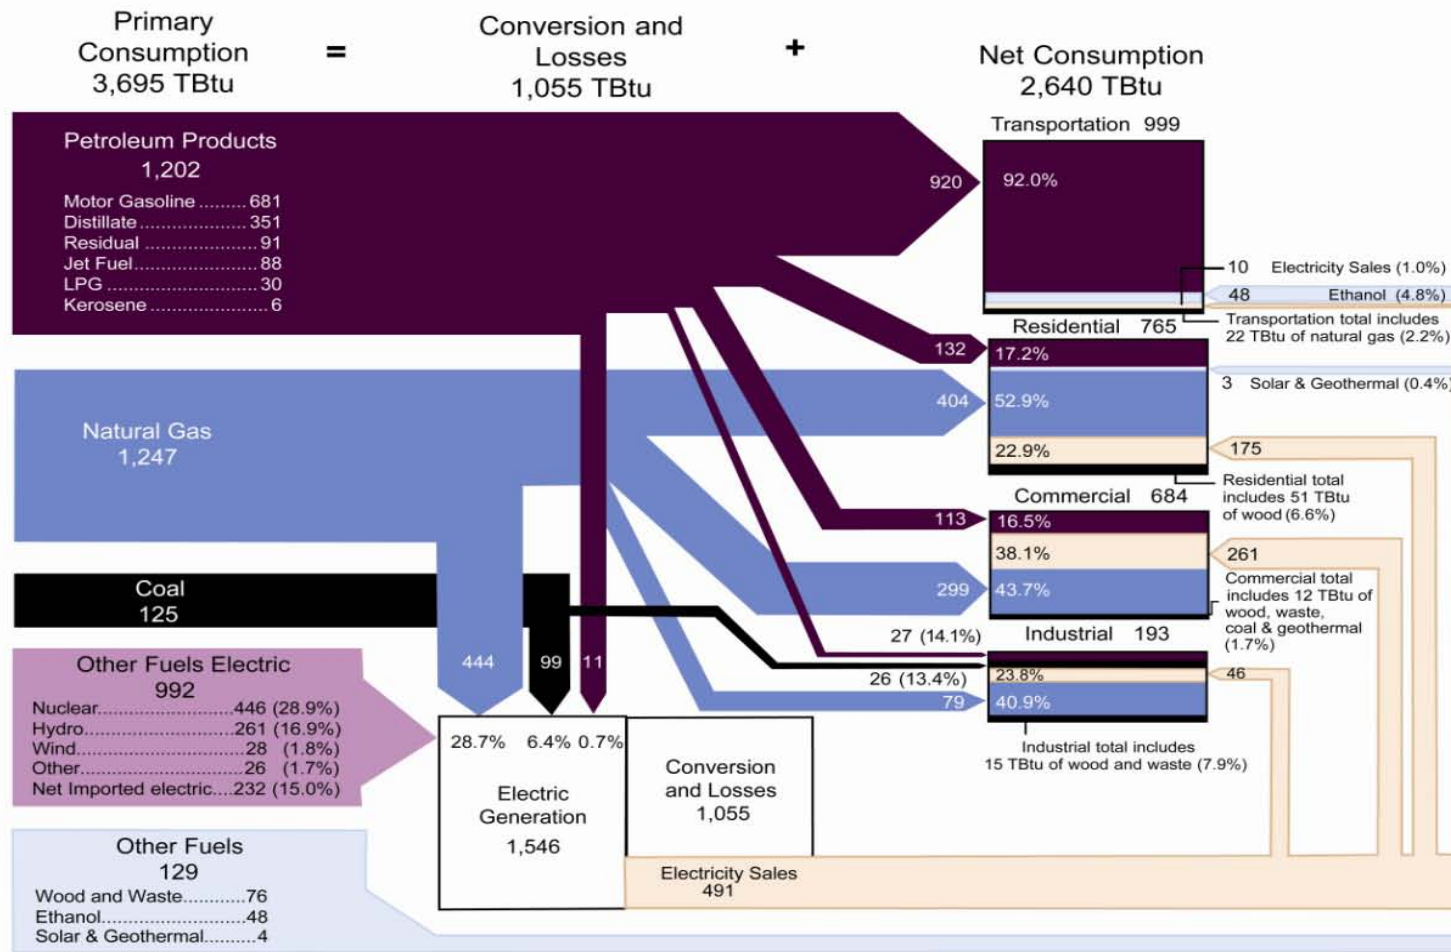 Primary
Consumption
3,695 TBtu
=
Conversion and
Losses
1,055 TBtu
+
Net Consumption
2,640 TBtu
Petroleum Products
1,202
Motor Gasoline.........681
Distillate.....................351
Residual ....................91
Jet Fuel......................88
LPG ...........................30
Kerosene.....................6
920
Transportation 999
92.0%
10 Electricity Sales (1.0%)
48 Ethanol (4.8%)
Transportation total includes
22 TBtu of natural gas (2.2%)
132
Residential 765
17.2%
3 Solar & Geothermal (0.4%)
Natural Gas
1,247
404
52.9%
22.9%
175
Residential total
includes 51 TBtu
of wood (6.6%)
Commercial 684
113
16.5%
38.1%
261
299
43.7%
Commercial total
includes 12 TBtu of
wood, waste,
coal & geothermal
(1.7%)
Coal
125
27 (14.1%)
Industrial 193
26 (13.4%)
23.8%
46
79
40.9%
Industrial total includes
15 TBtu of wood and waste (7.9%)
444
99
11
Other Fuels Electric
992
Nuclear........................446 (28.9%)
Hydro...........................261 (16.9%)
Wind............................28 (1.8%)
Other...........................26 (1.7%)
Net Imported electric....232 (15.0%)
28.7% 6.4% 0.7%
Electric
Generation
1,546
Conversion
and Losses
1,055
Electricity Sales
491
Other Fuels
129
Wood and Waste............76
Ethanol...........................48
Solar & Geothermal.........4